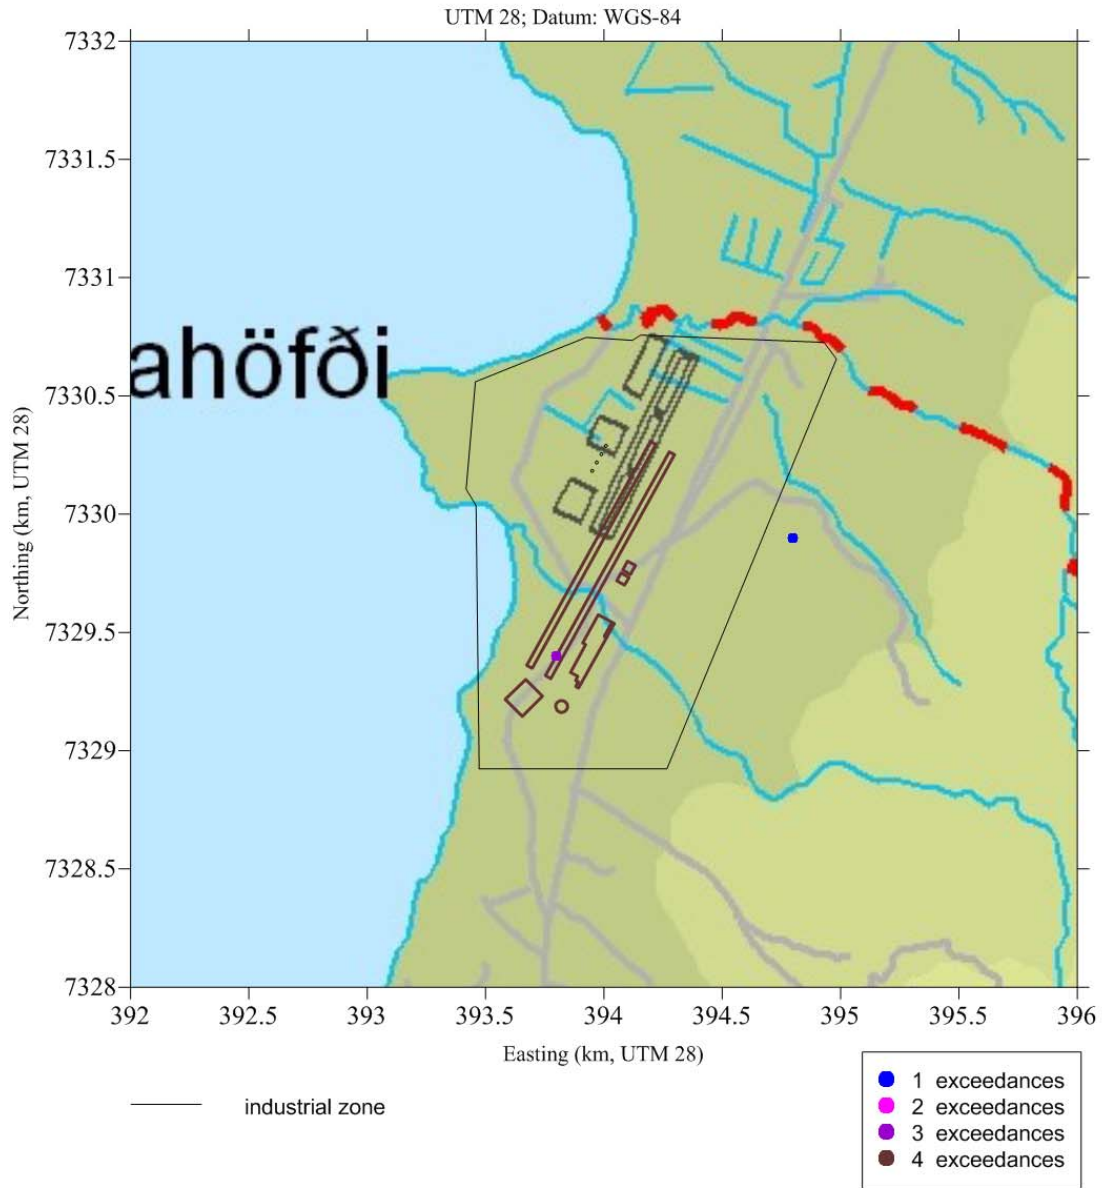 UTM 28; Datum: WGS-84
7332
7331.5
7331
7330.5
7330
7329.5
7329
7328.5
7328
Northing (km, UTM 28)
ahöfði
392
392.5
393
393.5
394
394.5
395
395.5
396
Easting (km, UTM 28)
industrial zone
1 exceedances
2 exceedances
3 exceedances
4 exceedances